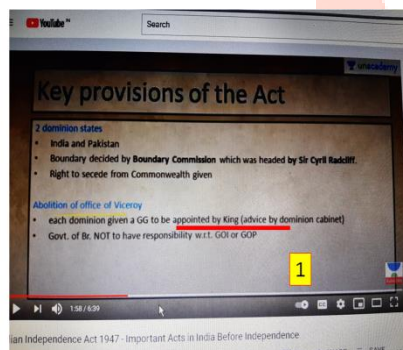 YouTube IN
Search
unacademy
Key provisions of the Act
2 dominion states
• India and Pakistan
• Boundary decided by Boundary Commission which was headed by Sir Cyril Radcliff.
• Right to secede from Commonwealth given
Abolition of office of Viceroy
• each dominion given a GG to be appointed by King (advice by dominion cabinet)
• Govt. of Br. NOT to have responsibility w.r.t. GOI or GOP
1
1:58 / 6:39
ian Independence Act 1947 - Important Acts in India Before Independence